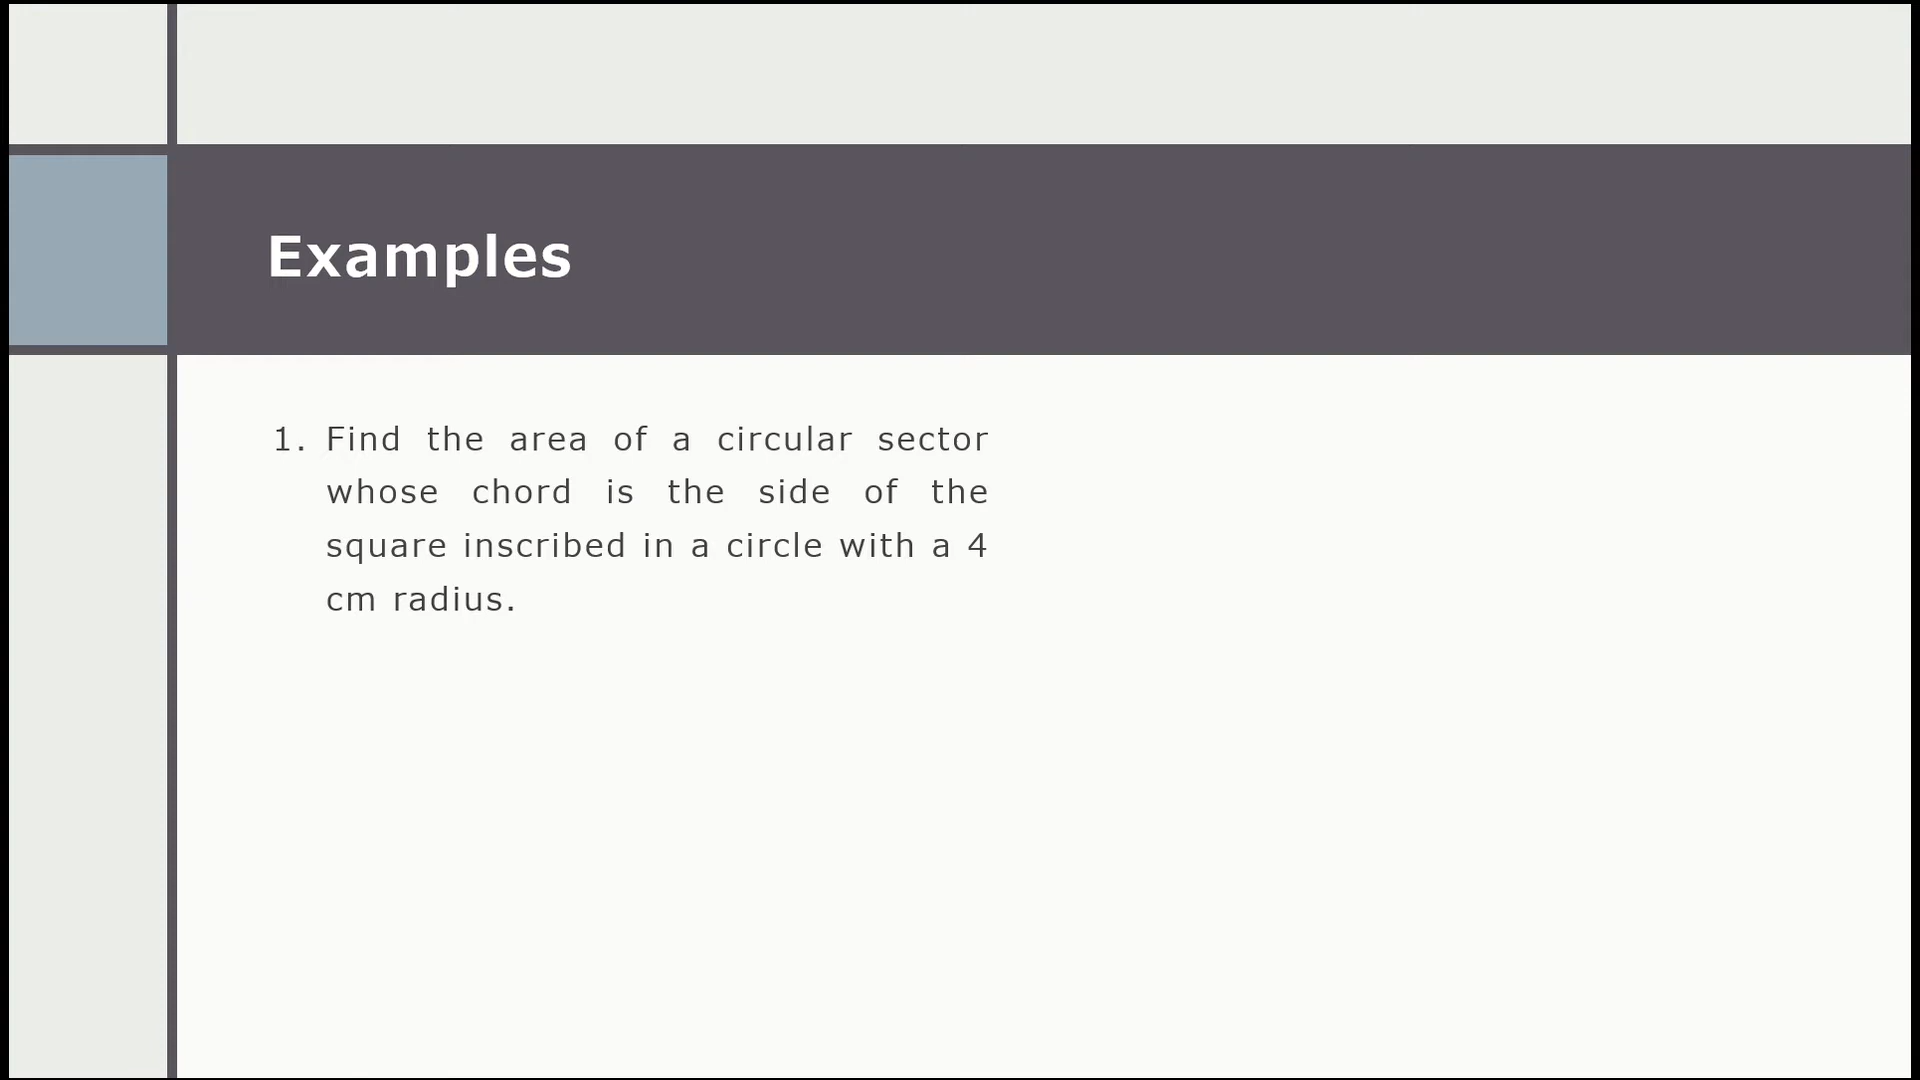 Examples
1. Find the area of a circular sector
whose chord is the side of the
square inscribed in a circle with a 4
cm radius.